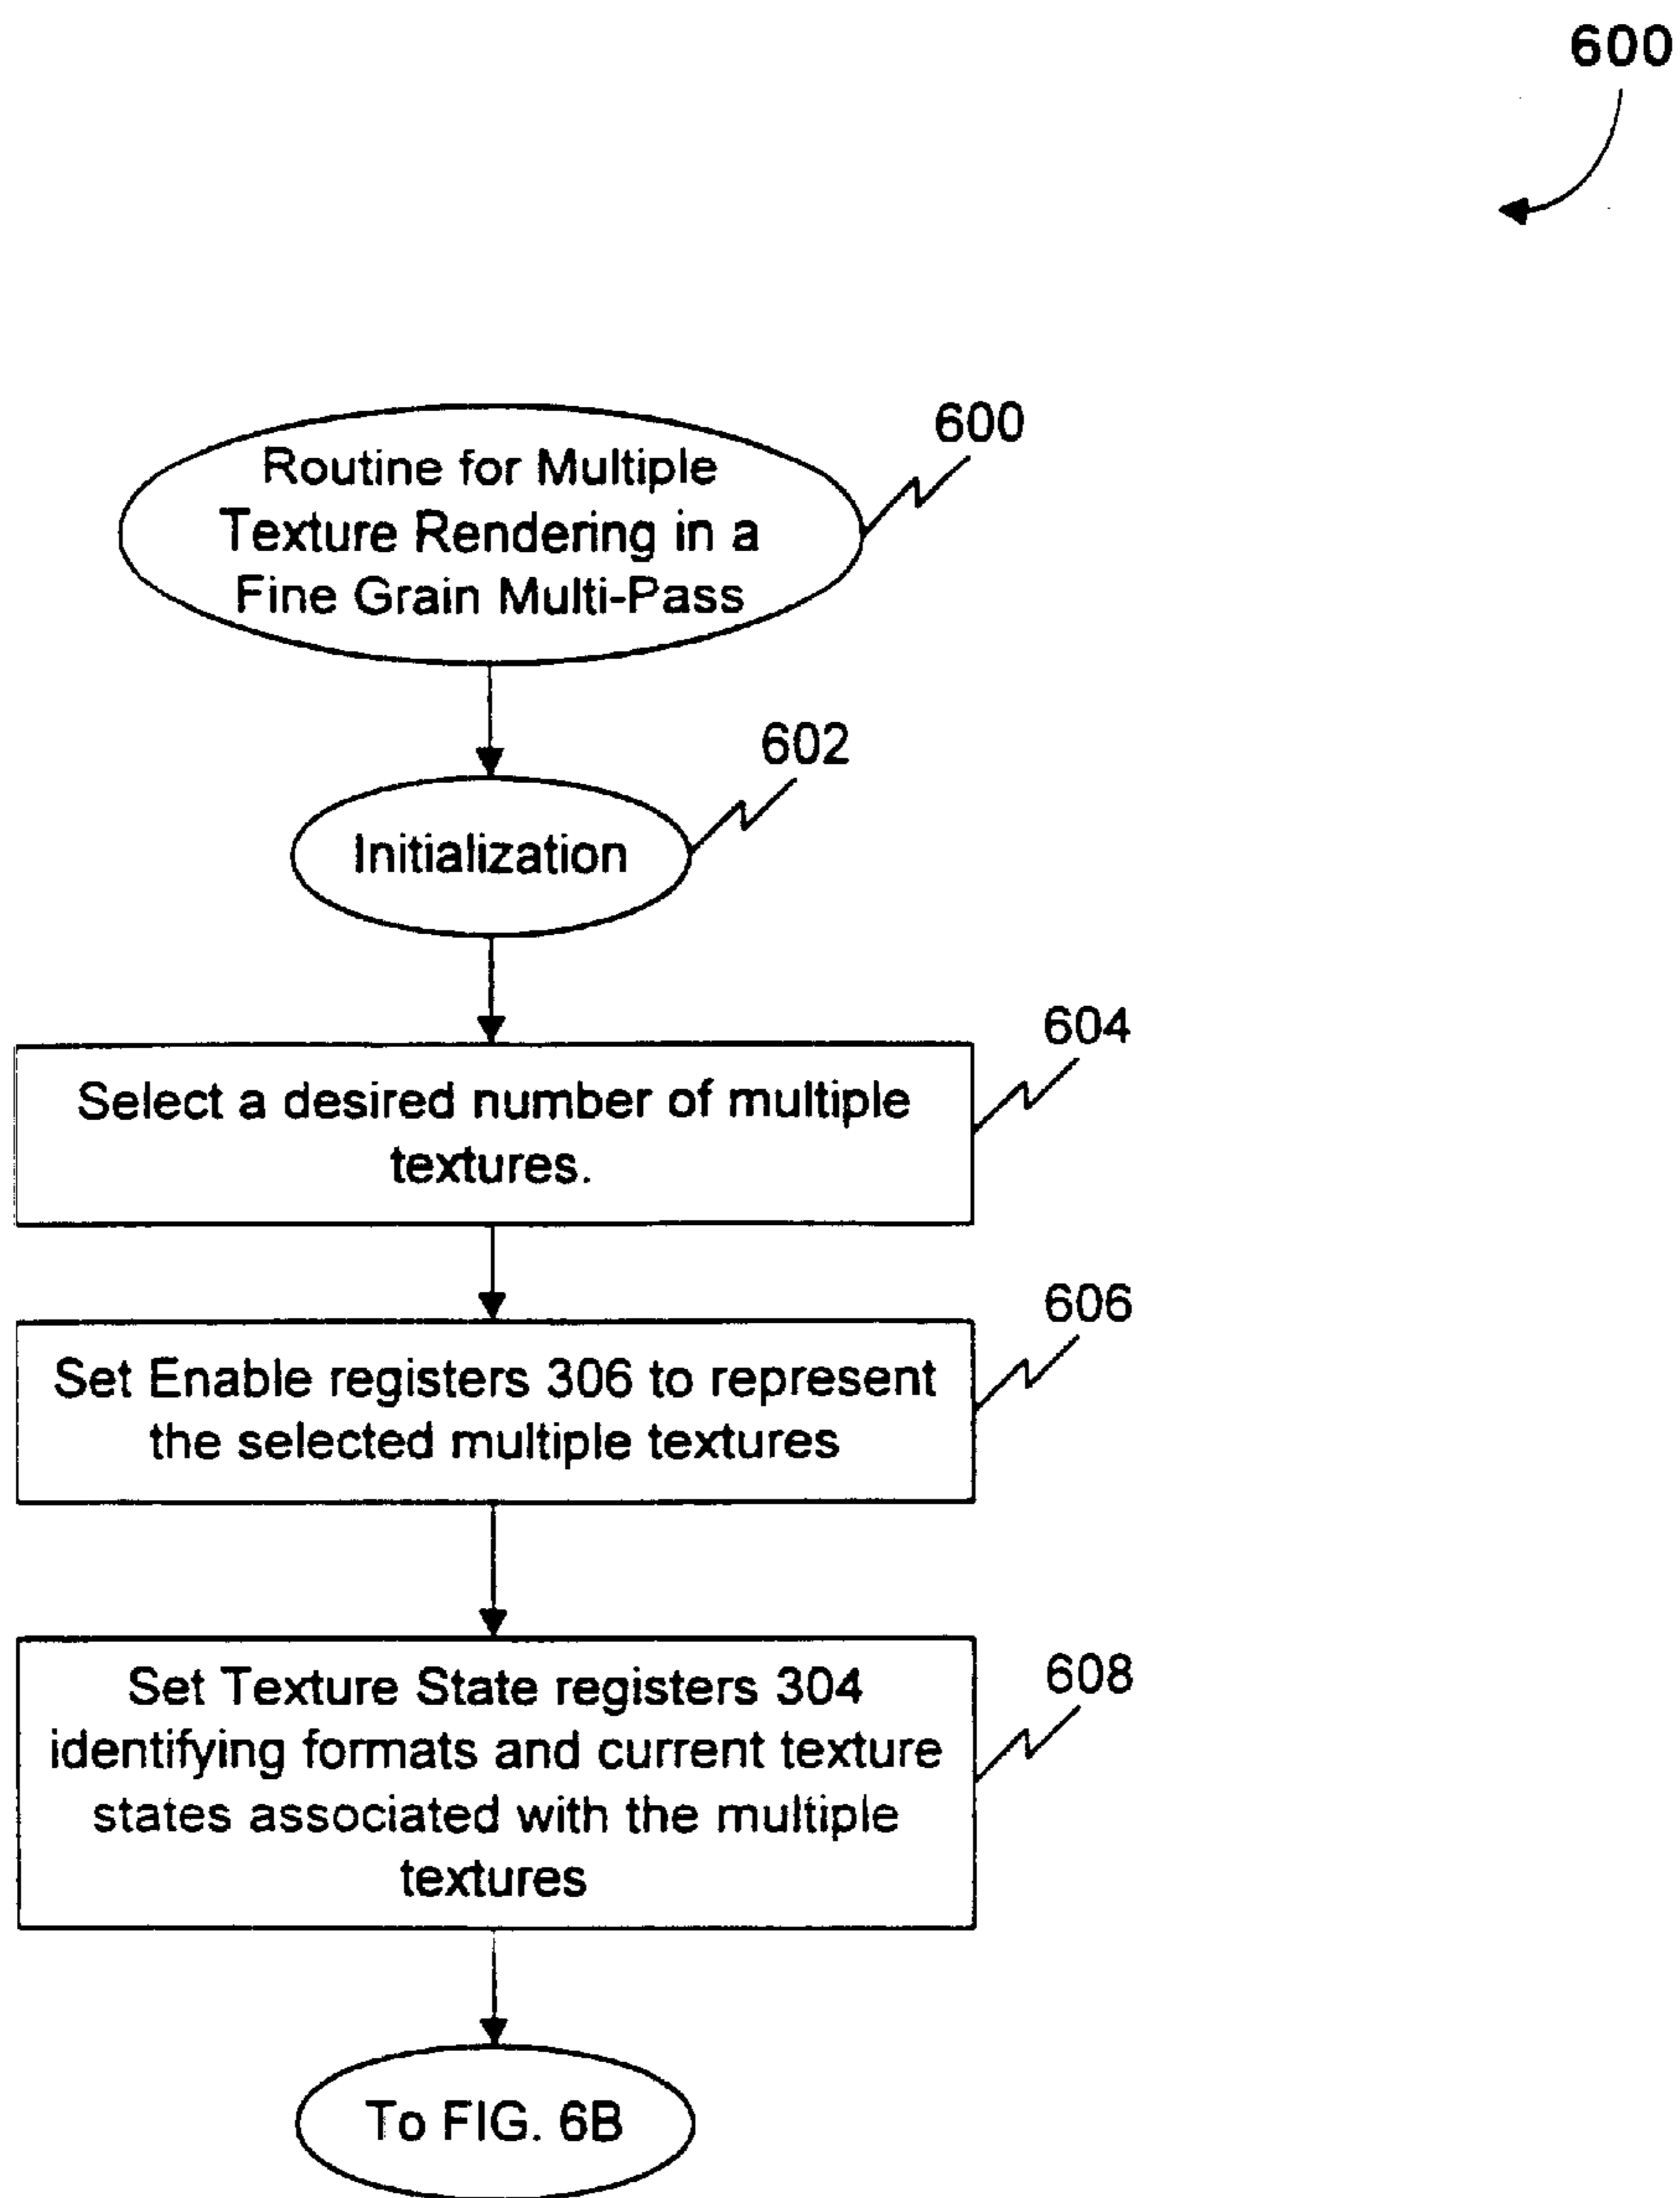 600
600
Routine for Multiple
Texture Rendering in a
Fine Grain Multi-Pass
602
Initialization
604
Select a desired number of multiple
textures.
606
Set Enable registers 306 to represent
the selected multiple textures
608
Set Texture State registers 304
identifying formats and current texture
states associated with the multiple
textures
To FIG. 6B